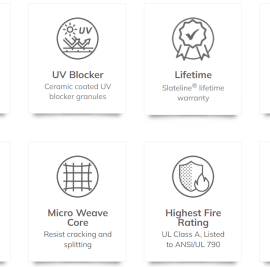 UV
UV Blocker
Ceramic coated UV
blocker granules
Lifetime
Slateline® lifetime
warranty
Micro Weave
Core
Resist cracking and
splitting
Highest Fire
Rating
UL Class A, Listed
to ANSI/UL 790